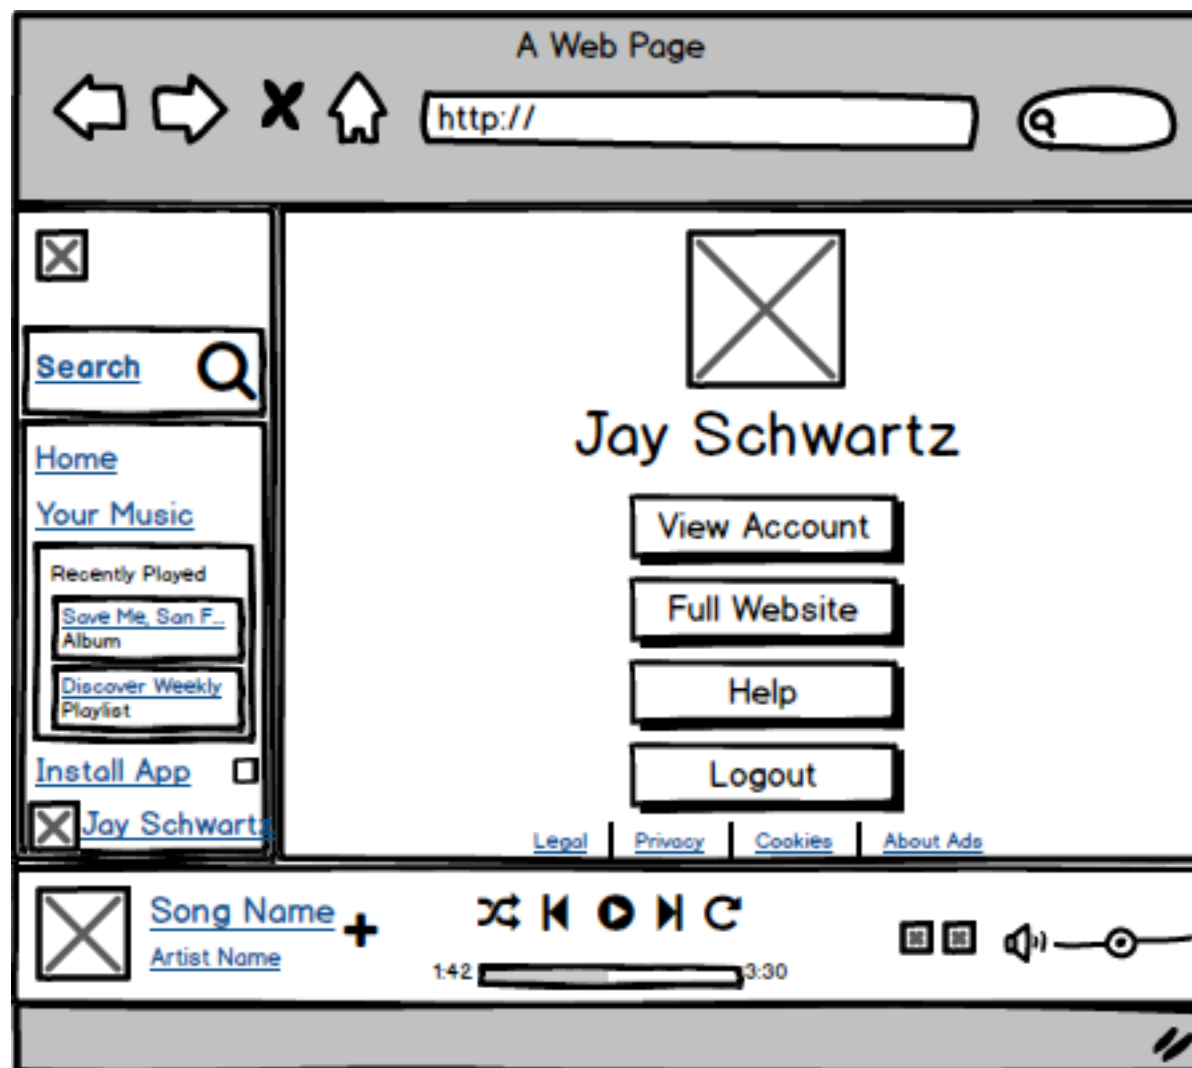 A Web Page
http://
Search
Home
Your Music
Recently Played
Save Me, San F...
Album
Discover Weekly
Playlist
Install App
Jay Schwartz
Jay Schwartz
View Account
Full Website
Help
Logout
Legal
Privacy
Cookies
About Ads
Song Name
Artist Name
1:42
3:30